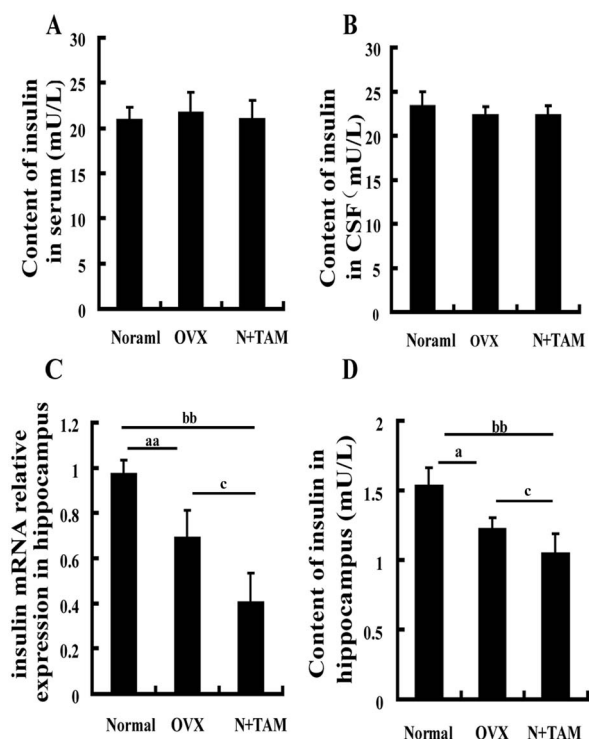 A
Content of insulin
in serum (mU/L)
30
25
20
15
10
5
0
Noraml OVX N+TAM
B
Content of insulin
in CSF（mU/L)
30
25
20
15
10
5
0
Normal OVX N+TAM
C
insulin mRNA relative
expression in hippocampus
1.2
1
0.8
0.6
0.4
0.2
0
bb
aa
c
Normal OVX N+TAM
D
Content of insulin in
hippocampus (mU/L)
2
1.5
1
0.5
0
bb
a
c
Normal OVX N+TAM